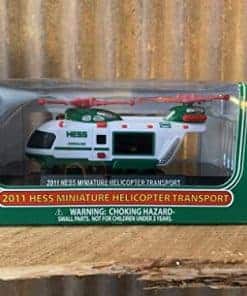 HESS
2011 HESS MINIATURE HELICOPTER TRANSPORT
2011 HESS MINIATURE HELICOPTER TRANSPORT
WARNING: CHOKING HAZARD-
SMALL PARTS. NOT FOR CHILDREN UNDER 3 YEARS.